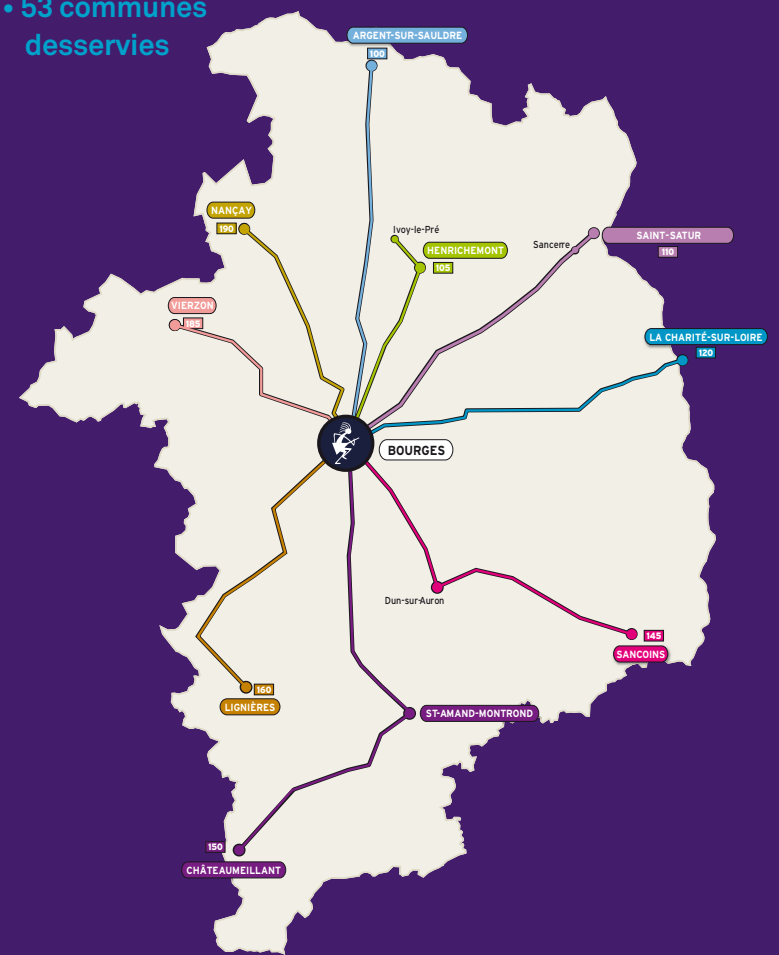 • 53 communes
desservies
ARGENT-SUR-SAULDRE
100
NANÇAY
190
Ivoy-le-Pré
HENRICHEMONT
105
Sancerre
SAINT-SATUR
110
VIERZON
185
LA CHARITÉ-SUR-LOIRE
120
BOURGES
Dun-sur-Auron
145
SANCOINS
160
LIGNIÈRES
ST-AMAND-MONTROND
150
CHÂTEAUMEILLANT